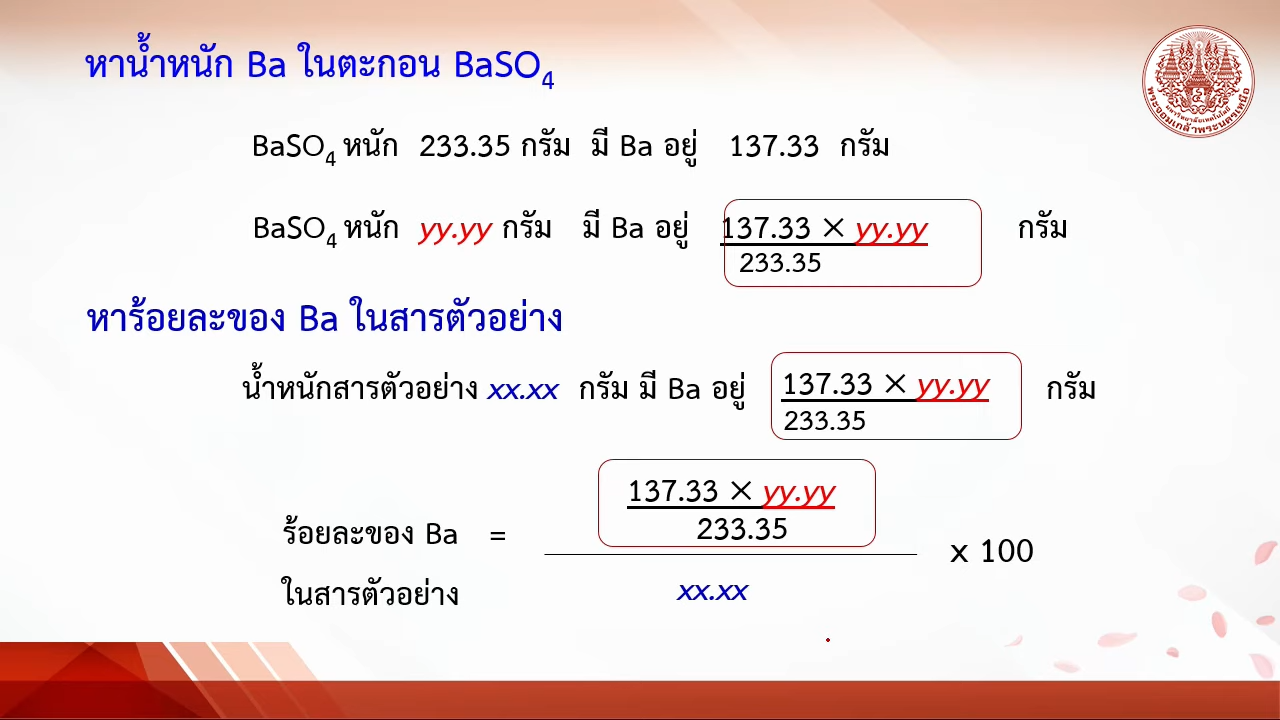 หาน้ำหนัก Ba ในตะกอน BaSO4
BaSO4 หนัก 233.35 กรัม มี Ba อยู่ 137.33 กรัม
BaSO4 หนัก yy.yy กรัม มี Ba อยู่ 137.33 × yy.yy กรัม
233.35
หาร้อยละของ Ba ในสารตัวอย่าง
น้ำหนักสารตัวอย่าง xx.xx กรัม มี Ba อยู่ 137.33 × yy.yy กรัม
233.35
137.33 × yy.yy
233.35
ร้อยละของ Ba = x 100
ในสารตัวอย่าง xx.xx